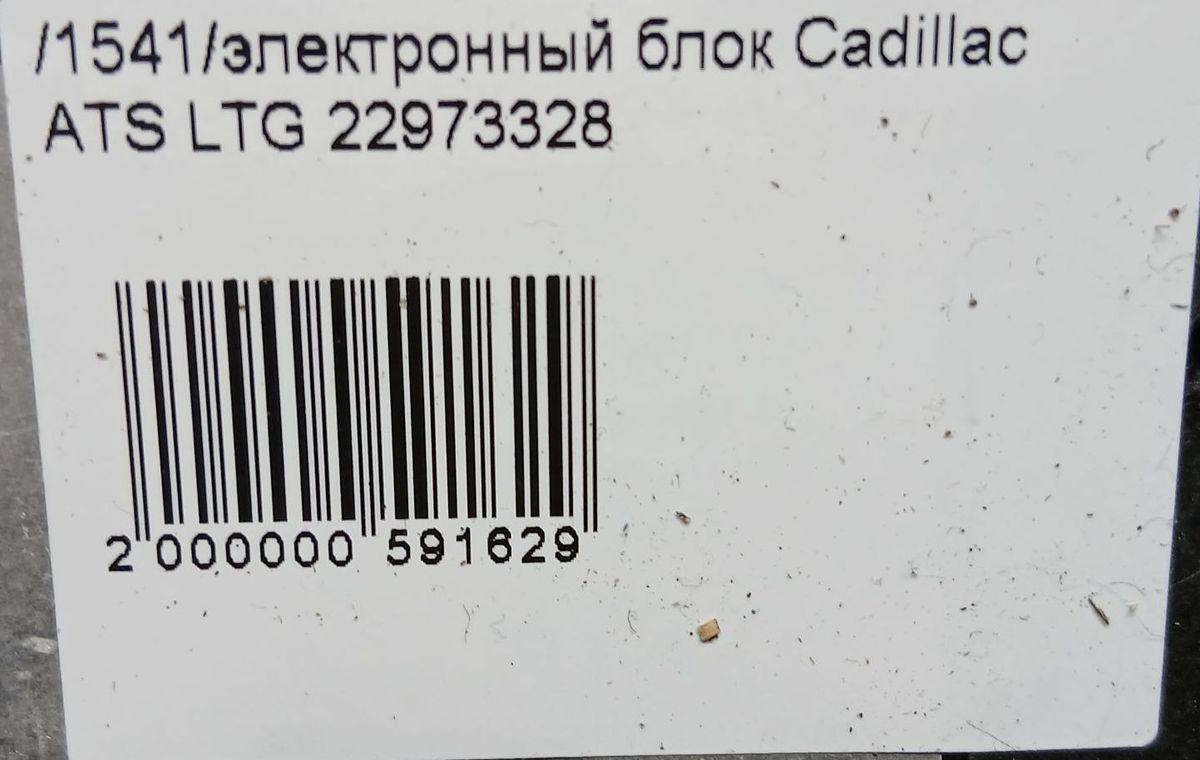 /1541/электронный блок Cadillac
ATS LTG 22973328
2 000000 591629